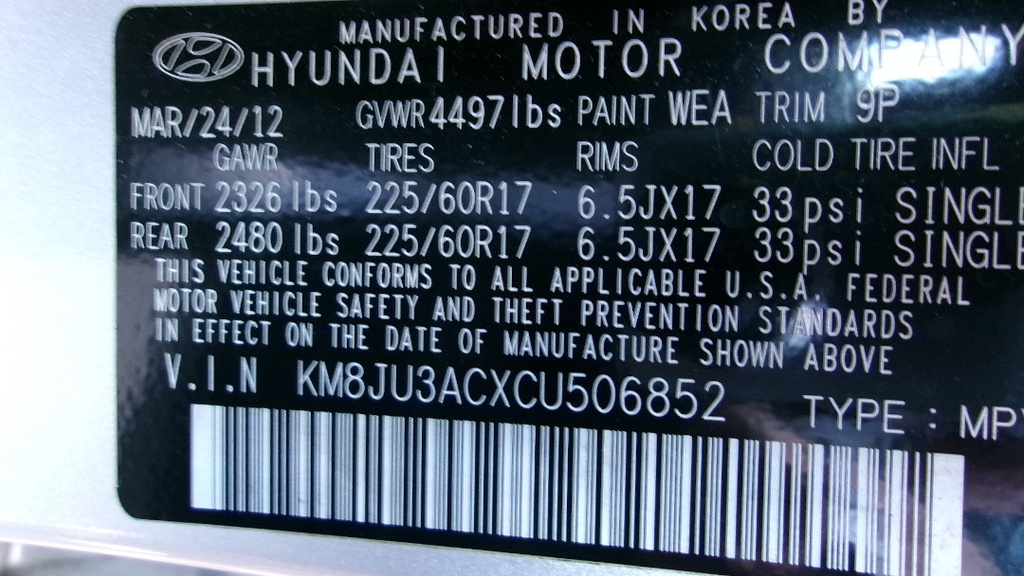 MANUFACTURED IN KOREA BY
HYUNDAI MOTOR COMPANY
MAR/24/12 GVWR4497lbs PAINT WEA TRIM 9P
GAWR TIRES RIMS COLD TIRE INFL
FRONT 2326 lbs 225/60R17 6.5JX17 33psi SINGLE
REAR 2480 lbs 225/60R17 6.5JX17 33psi SINGLE
THIS VEHICLE CONFORMS TO ALL APPLICABLE U.S.A. FEDERAL
MOTOR VEHICLE SAFETY AND THEFT PREVENTION STANDARDS
IN EFFECT ON THE DATE OF MANUFACTURE SHOWN ABOVE
V.I.N KM8JU3ACXCU506852 TYPE : MPV